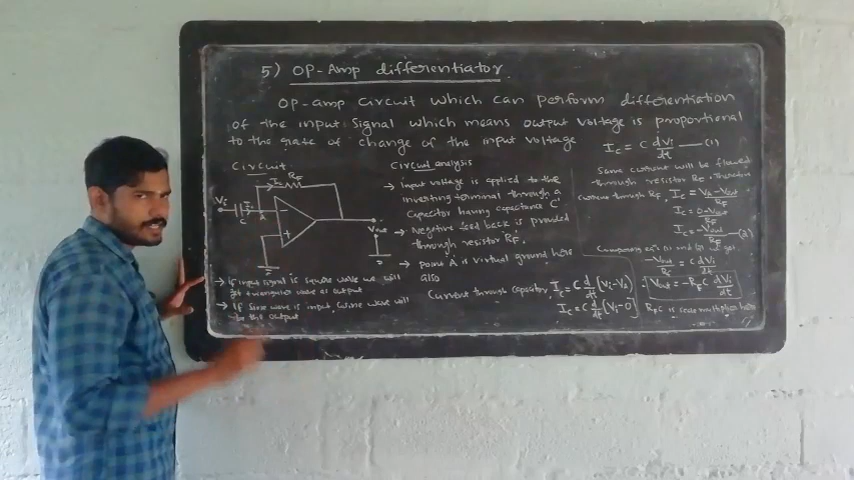 5) OP-Amp differentiator
OP-amp circuit which can perform differentiation
of the input signal which means output voltage is proportional
to the rate of change of the input voltage
Circuit
Vi
C
Ic
A
Ic
RF
Vout
→ If input signal is square wave we will
get triangular wave as output
→ If sine wave is input, cosine wave will
be the output
Circuit analysis
→ input voltage is applied to the
inverting terminal through a
capacitor having capacitance 'C'
→ Negative feed back is provided
through resistor RF.
→ point A is virtual ground here
also
Current through capacitor, Ic = C d/dt [Vi - VA]
Ic = C d/dt [Vi - 0]
Ic = C dVi/dt —— (1)
Same current will be flowed
through resistor RF. Therefore
Current through RF, Ic = VA - Vout/RF
Ic = 0 - Vout/RF
Ic = -Vout/RF —(2)
Comparing eqn (1) and (2) we get,
-Vout/RF = C dVi/dt
Vout = -RFC dVi/dt
RFC is scale multiplier here